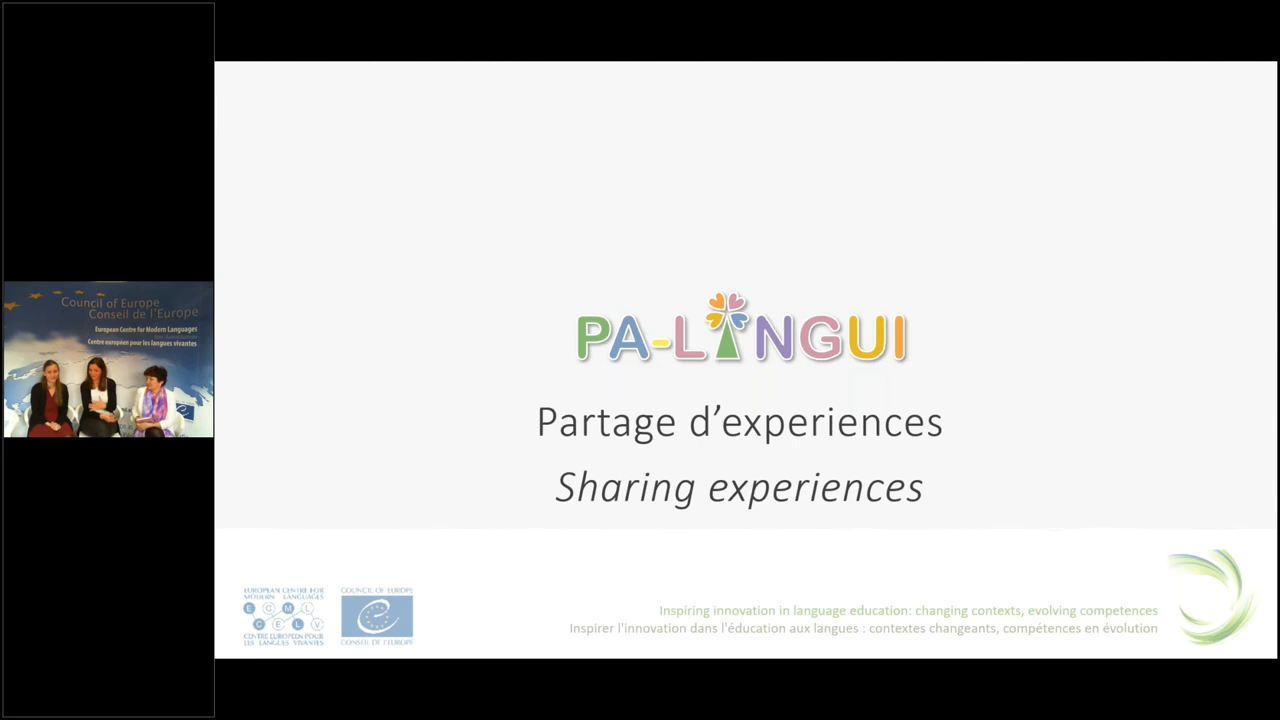 Council of Europe
Conseil de l'Europe
European Centre for Modern Languages
Centre européen pour les langues vivantes
PA-LINGUI
Partage d’experiences
Sharing experiences
EUROPEAN CENTRE FOR
MODERN LANGUAGES
E C M L
C E L V
CENTRE EUROPEEN POUR
LES LANGUES VIVANTES
COUNCIL OF EUROPE
CONSEIL DE L'EUROPE
Inspiring innovation in language education: changing contexts, evolving competences
Inspirer l'innovation dans l'éducation aux langues : contextes changeants, compétences en évolution